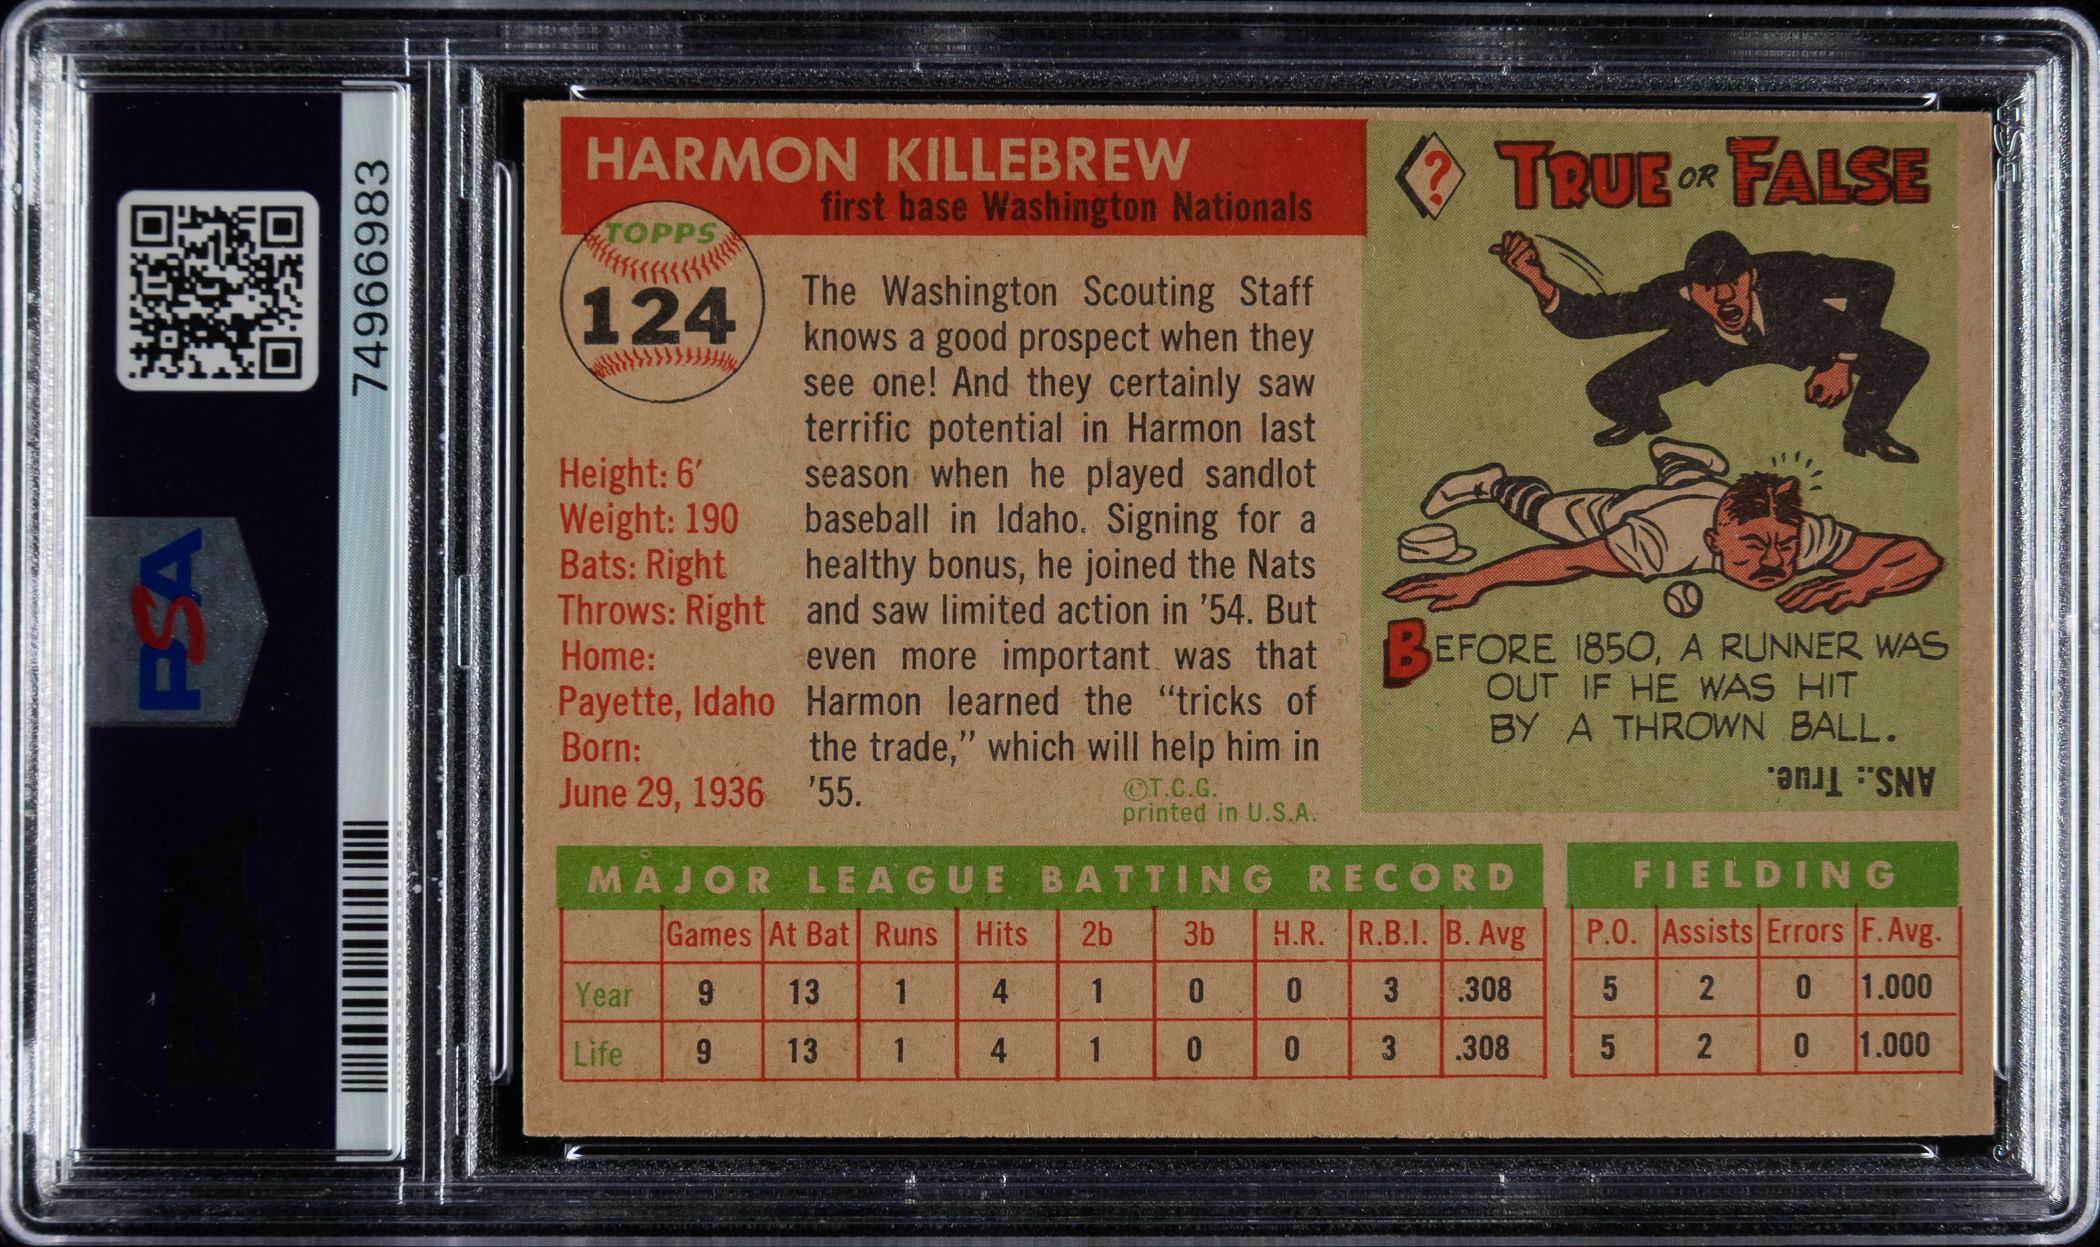 74966983
PSA
HARMON KILLEBREW
first base Washington Nationals
TOPPS
124
The Washington Scouting Staff
knows a good prospect when they
see one! And they certainly saw
terrific potential in Harmon last
season when he played sandlot
baseball in Idaho. Signing for a
healthy bonus, he joined the Nats
and saw limited action in '54. But
even more important was that
Harmon learned the “tricks of
the trade,” which will help him in
'55.
©T.C.G.
printed in U.S.A.
Height: 6'
Weight: 190
Bats: Right
Throws: Right
Home:
Payette, Idaho
Born:
June 29, 1936
?
TRUE OR FALSE
BEFORE 1850, A RUNNER WAS
OUT IF HE WAS HIT
BY A THROWN BALL.
ANS.: True.
MAJOR LEAGUE BATTING RECORD
Games At Bat Runs Hits 2b 3b H.R. R.B.I. B. Avg
Year 9 13 1 4 1 0 0 3 .308
Life 9 13 1 4 1 0 0 3 .308
FIELDING
P.O. Assists Errors F. Avg.
5 2 0 1.000
5 2 0 1.000
PSA
PSA